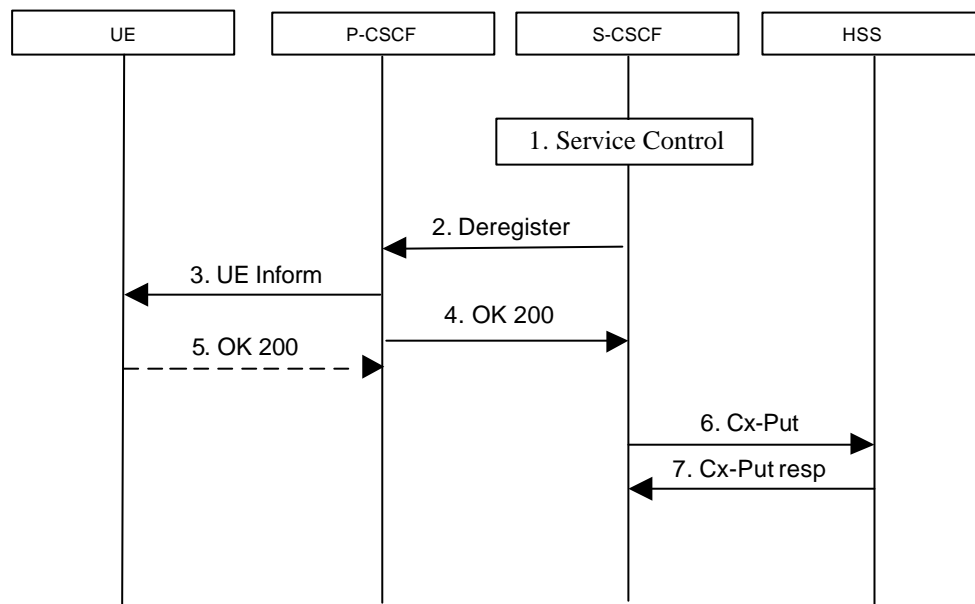 UE
P-CSCF
S-CSCF
HSS
1. Service Control
2. Deregister
3. UE Inform
4. OK 200
5. OK 200
6. Cx-Put
7. Cx-Put resp